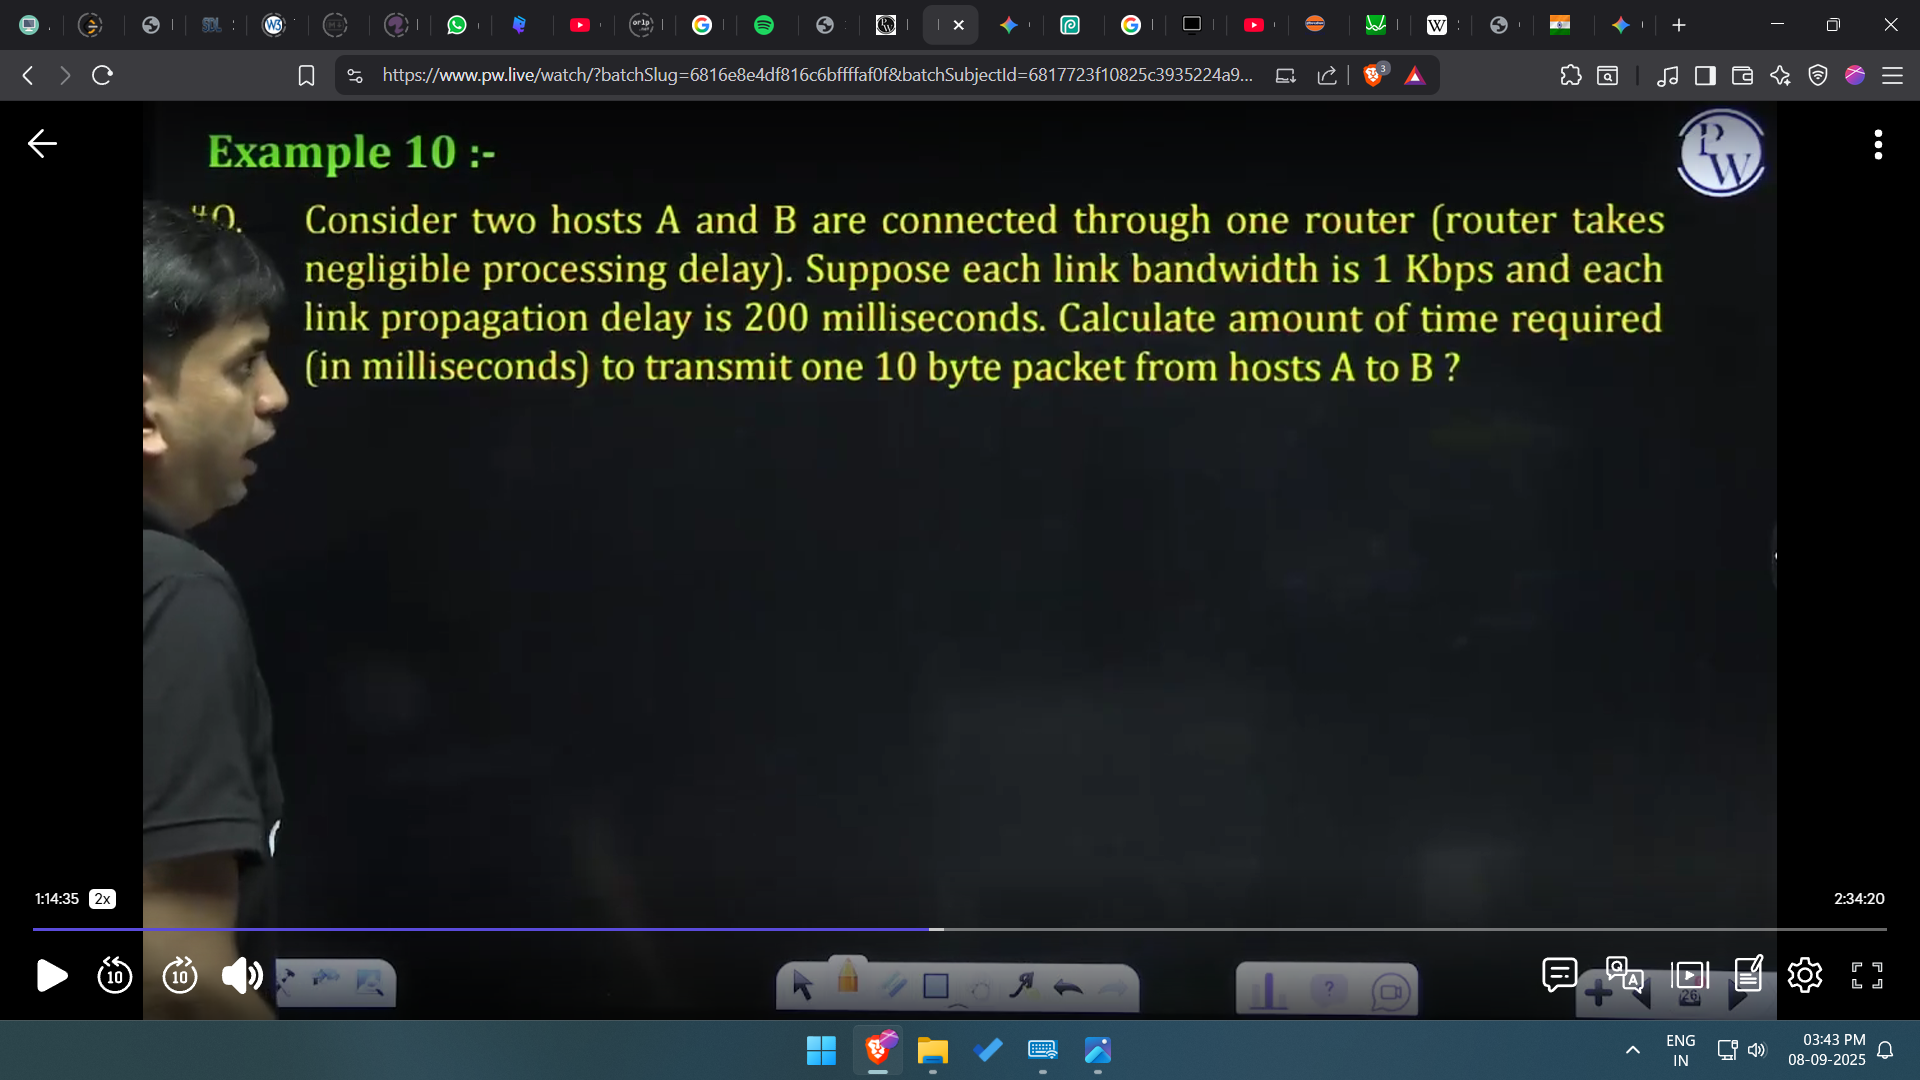 https://www.pw.live/watch/?batchSlug=6816e8e4df816c6bffffaf0f&batchSubjectId=6817723f10825c3935224a9...
3
Example 10 :-
PW
#Q. Consider two hosts A and B are connected through one router (router takes
negligible processing delay). Suppose each link bandwidth is 1 Kbps and each
link propagation delay is 200 milliseconds. Calculate amount of time required
(in milliseconds) to transmit one 10 byte packet from hosts A to B ?
1:14:35 2x
2:34:20
10 10
26
ENG
IN
03:43 PM
08-09-2025